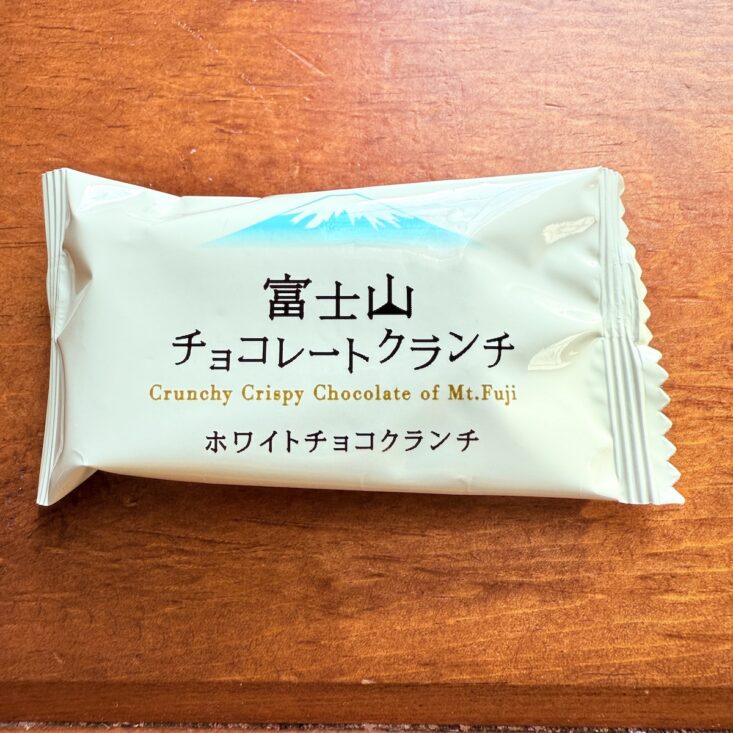 富士山
チョコレートクランチ
Crunchy Crispy Chocolate of Mt.Fuji
ホワイトチョコクランチ